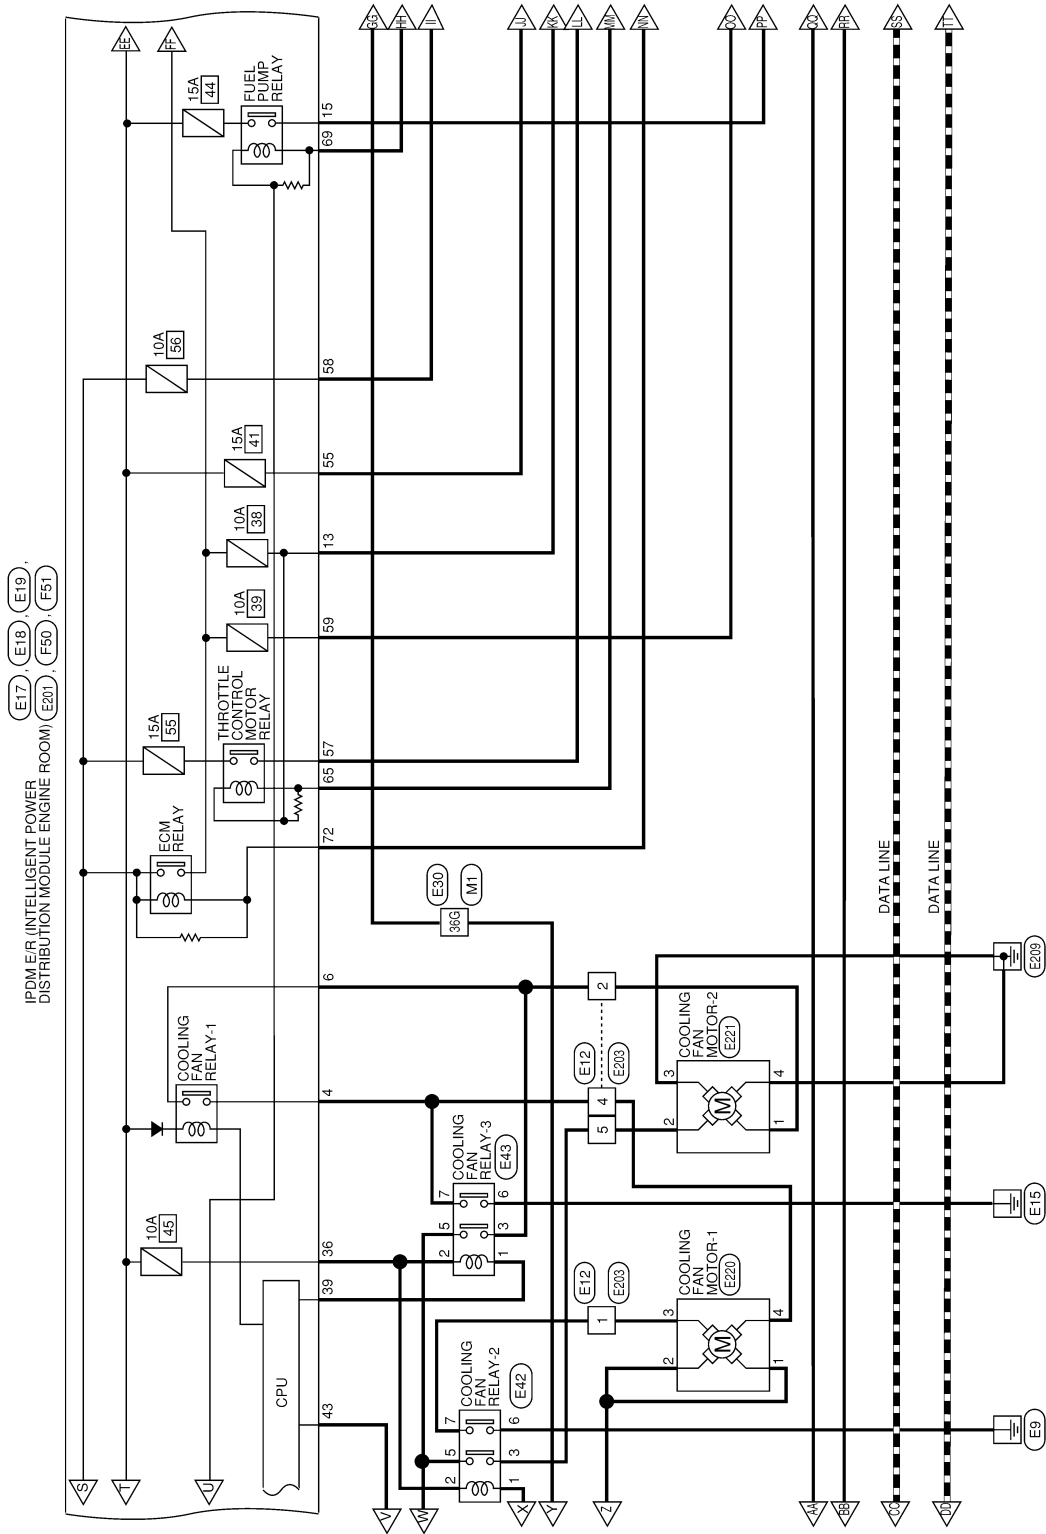 IPDM E/R (INTELLIGENT POWER
DISTRIBUTION MODULE ENGINE ROOM)
E17 , E18 , E19 ,
E201 , F50 , F51
S
T
U
EE
FF
CPU
10A
45
COOLING
FAN
RELAY-1
ECM
RELAY
15A
55
THROTTLE
CONTROL
MOTOR
RELAY
10A
39
10A
38
15A
41
10A
56
15A
44
FUEL
PUMP
RELAY
43
39
36
4
6
72
65
57
59
13
55
58
69
15
V
W
X
Y
Z
AA
BB
CC
DD
COOLING
FAN
RELAY-2
E42
2
5
7
1
3
6
COOLING
FAN
RELAY-3
E43
2
5
7
1
3
6
E12
E203
1
E12
E203
5
4
2
36G
E30
M1
COOLING
FAN
MOTOR-1
E220
2
3
1
4
COOLING
FAN
MOTOR-2
E221
2
3
1
4
DATA LINE
DATA LINE
E9
E15
E209
GG
HH
II
JJ
KK
LL
MM
NN
OO
PP
QQ
RR
SS
TT